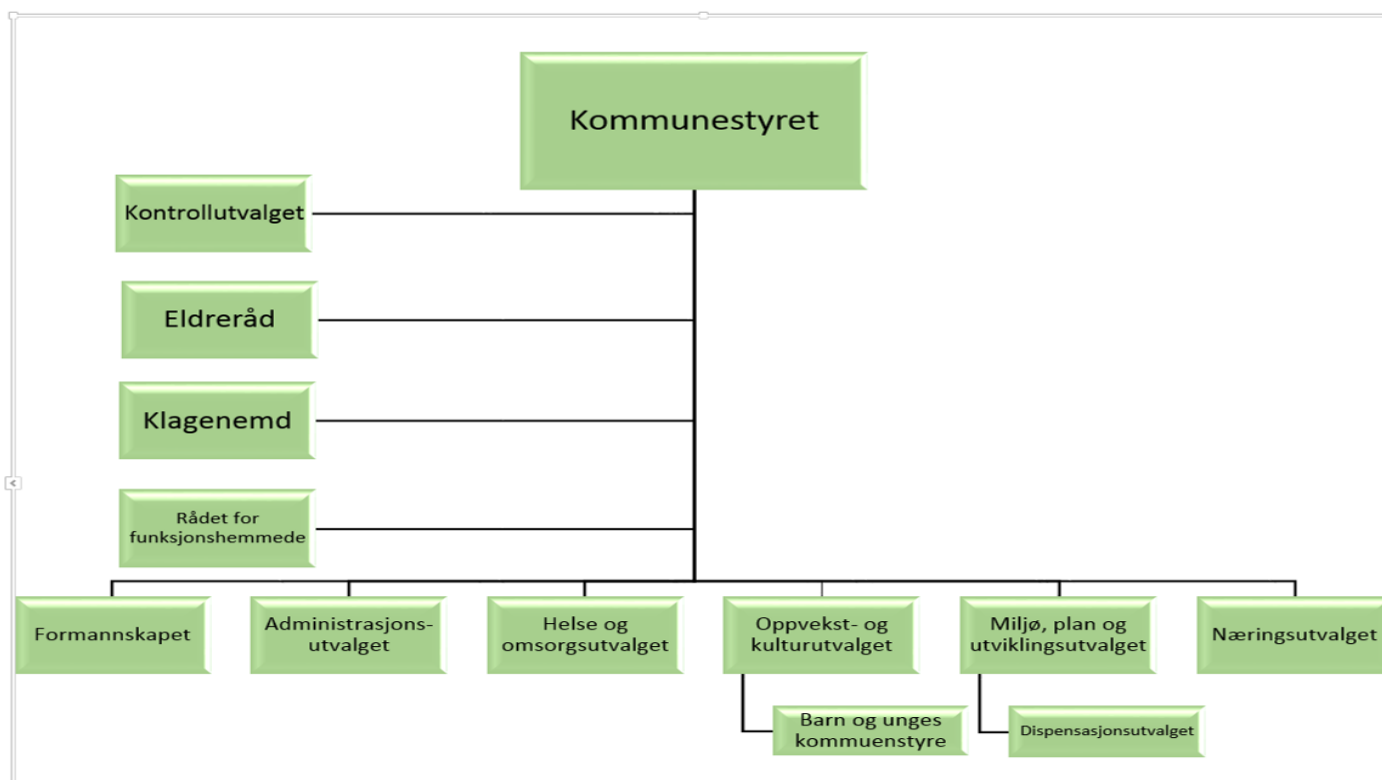 Kommunestyret
Kontrollutvalget
Eldreråd
Klagenemd
Rådet for
funksjonshemmede
Formannskapet
Administrasjons-
utvalget
Helse og
omsorgsutvalget
Oppvekst- og
kulturutvalget
Miljø, plan og
utviklingsutvalget
Næringsutvalget
Barn og unges
kommuenstyre
Dispensasjonsutvalget